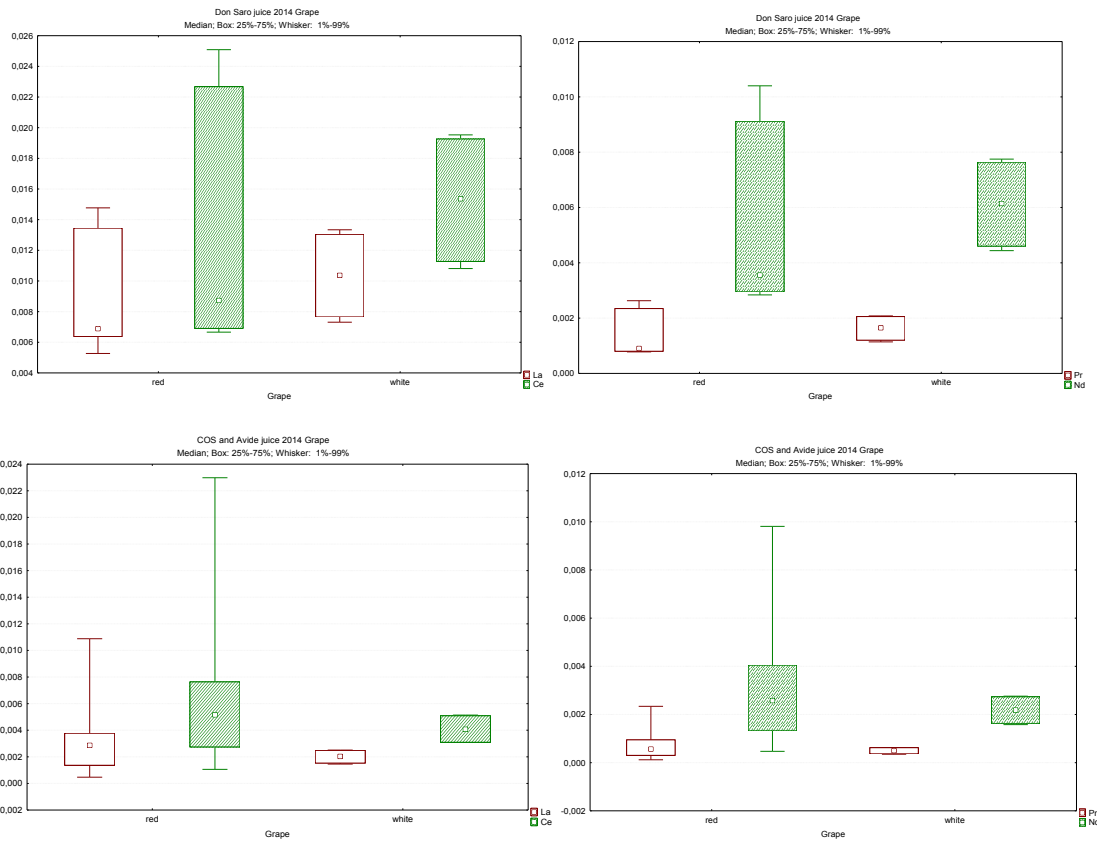 Don Saro juice 2014 Grape
Median; Box: 25%-75%; Whisker: 1%-99%
0,026
0,024
0,022
0,020
0,018
0,016
0,014
0,012
0,010
0,008
0,006
0,004
red
white
Grape
La
Ce
Don Saro juice 2014 Grape
Median; Box: 25%-75%; Whisker: 1%-99%
0,012
0,010
0,008
0,006
0,004
0,002
0,000
red
white
Grape
Pr
Nd
COS and Avide juice 2014 Grape
Median; Box: 25%-75%; Whisker: 1%-99%
0,024
0,022
0,020
0,018
0,016
0,014
0,012
0,010
0,008
0,006
0,004
0,002
0,000
0,002
red
white
Grape
La
Ce
COS and Avide juice 2014 Grape
Median; Box: 25%-75%; Whisker: 1%-99%
0,012
0,010
0,008
0,006
0,004
0,002
0,000
-0,002
red
white
Grape
Pr
Nd